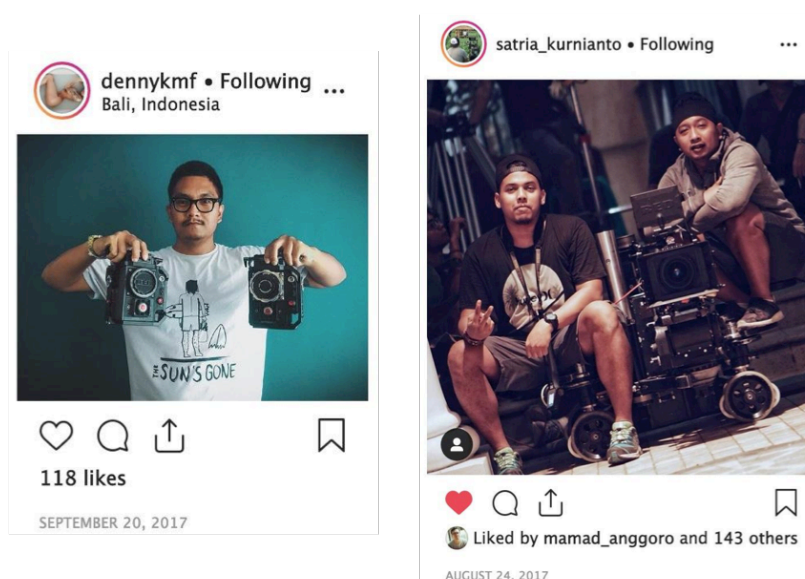 dennykmf • Following ...
Bali, Indonesia
THE SUN'S GONE
118 likes
SEPTEMBER 20, 2017
satria_kurnianto • Following ...
Liked by mamad_anggoro and 143 others
AUGUST 24, 2017